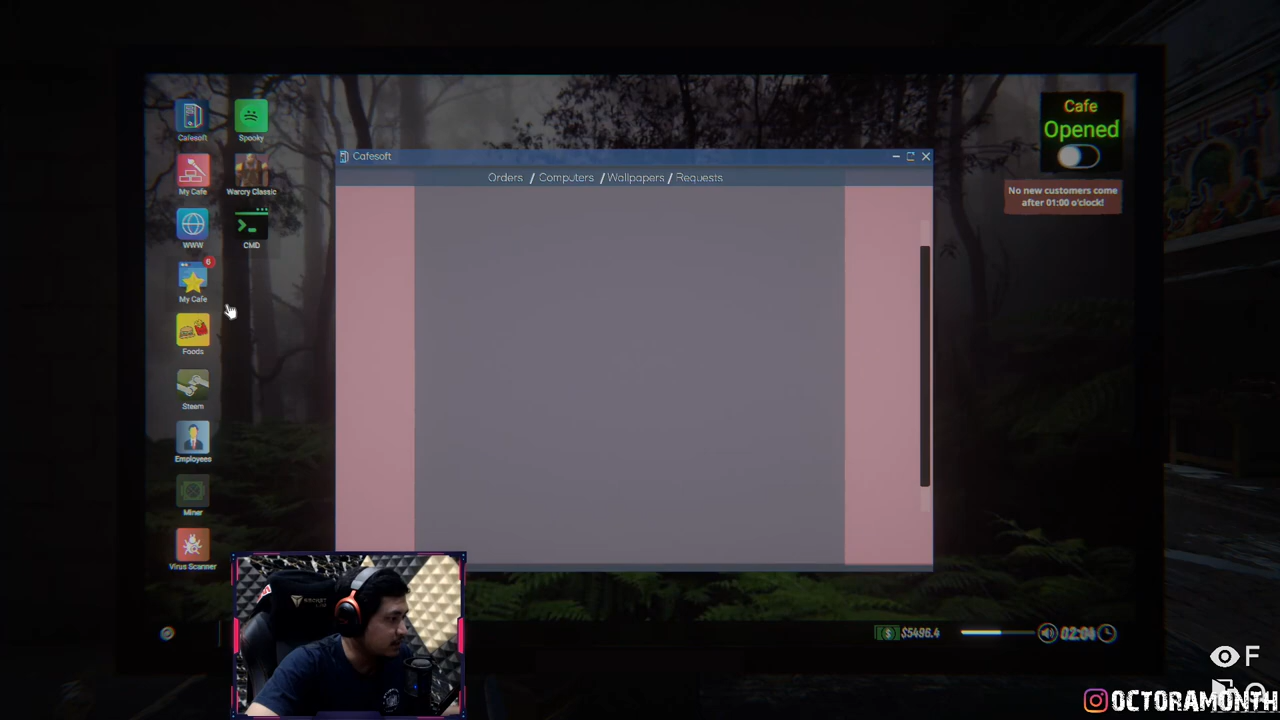 Cafesoft
Spooky
My Cafe
Warcry Classic
WWW
CMD
6
My Cafe
Foods
Steem
Employees
Miner
Virus Scanner
Cafesoft
Orders / Computers / Wallpapers / Requests
Cafe
Opened
No new customers come
after 01:00 o'clock!
$5496.4
02:04
F
OCTORAMONTH